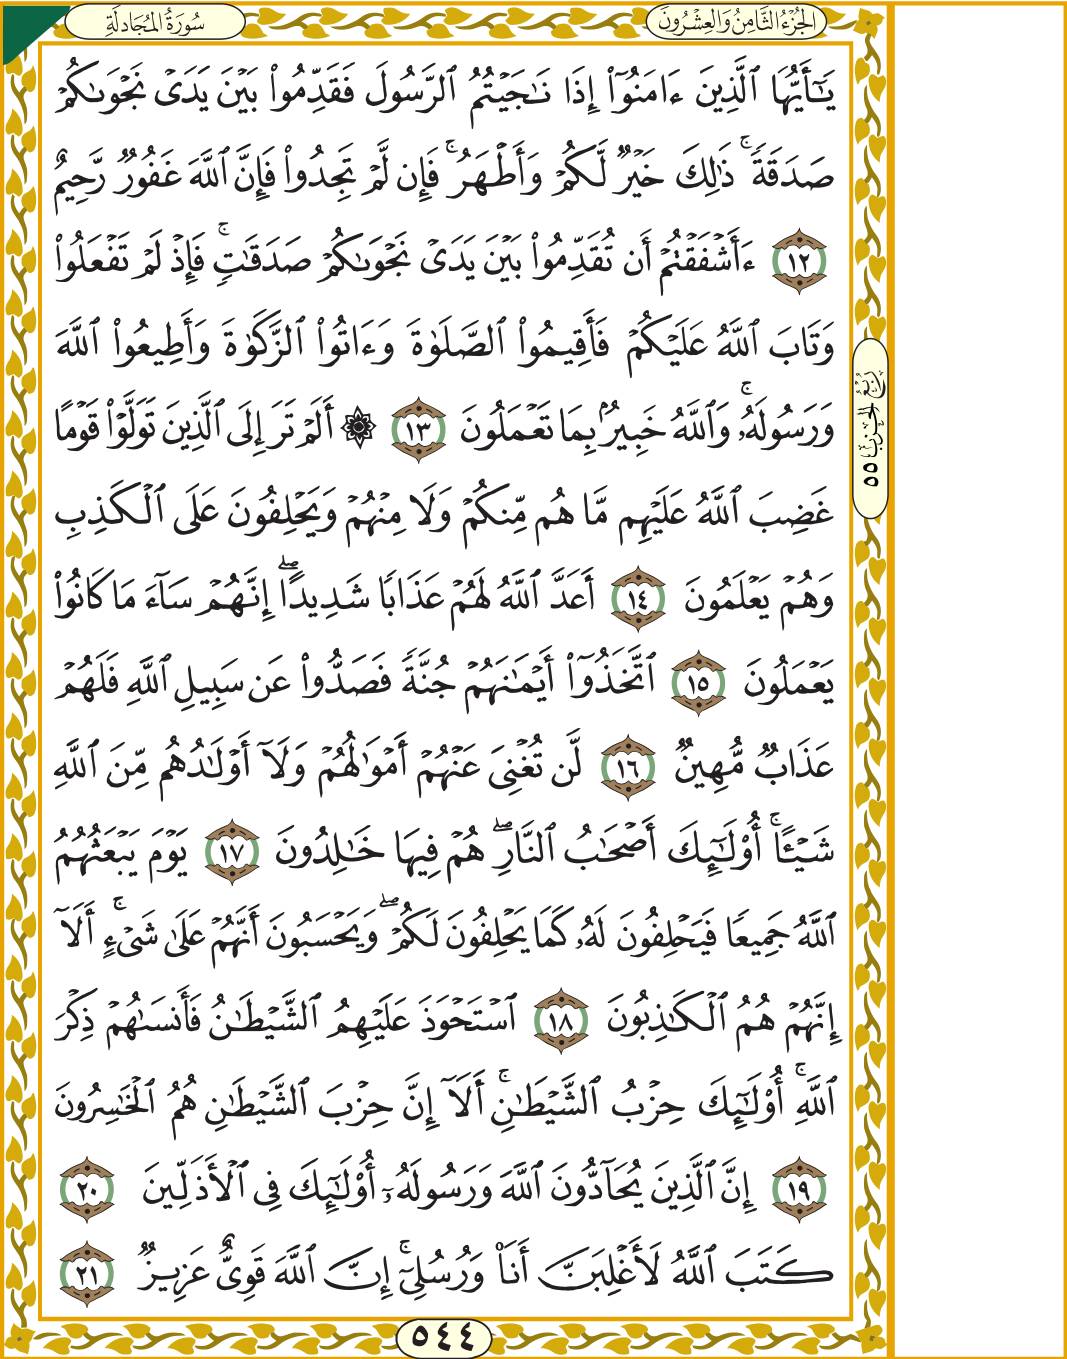 سُورَةُ المُجَادلَةِ
الجُزْءُ الثَّامِنُ وَالعِشْرُونَ
يَٰٓأَيُّهَا ٱلَّذِينَ ءَامَنُوٓا۟ إِذَا نَٰجَيْتُمُ ٱلرَّسُولَ فَقَدِّمُوا۟ بَيْنَ يَدَىْ نَجْوَىٰكُمْ
صَدَقَةً ۚ ذَٰلِكَ خَيْرٌ لَّكُمْ وَأَطْهَرُ ۚ فَإِن لَّمْ تَجِدُوا۟ فَإِنَّ ٱللَّهَ غَفُورٌ رَّحِيمٌ
١٢ ءَأَشْفَقْتُمْ أَن تُقَدِّمُوا۟ بَيْنَ يَدَىْ نَجْوَىٰكُمْ صَدَقَٰتٍ ۚ فَإِذْ لَمْ تَفْعَلُوا۟
وَتَابَ ٱللَّهُ عَلَيْكُمْ فَأَقِيمُوا۟ ٱلصَّلَوٰةَ وَءَاتُوا۟ ٱلزَّكَوٰةَ وَأَطِيعُوا۟ ٱللَّهَ
وَرَسُولَهُۥ ۚ وَٱللَّهُ خَبِيرٌۢ بِمَا تَعْمَلُونَ ١٣ ۞ أَلَمْ تَرَ إِلَى ٱلَّذِينَ تَوَلَّوْا۟ قَوْمًا
غَضِبَ ٱللَّهُ عَلَيْهِم مَّا هُم مِّنكُمْ وَلَا مِنْهُمْ وَيَحْلِفُونَ عَلَى ٱلْكَذِبِ
وَهُمْ يَعْلَمُونَ ١٤ أَعَدَّ ٱللَّهُ لَهُمْ عَذَابًا شَدِيدًا ۖ إِنَّهُمْ سَآءَ مَا كَانُوا۟
يَعْمَلُونَ ١٥ ٱتَّخَذُوٓا۟ أَيْمَٰنَهُمْ جُنَّةً فَصَدُّوا۟ عَن سَبِيلِ ٱللَّهِ فَلَهُمْ
عَذَابٌ مُّهِينٌ ١٦ لَّن تُغْنِىَ عَنْهُمْ أَمْوَٰلُهُمْ وَلَآ أَوْلَٰدُهُم مِّنَ ٱللَّهِ
شَيْـًٔا ۚ أُو۟لَٰٓئِكَ أَصْحَٰبُ ٱلنَّارِ ۖ هُمْ فِيهَا خَٰلِدُونَ ١٧ يَوْمَ يَبْعَثُهُمُ
ٱللَّهُ جَمِيعًا فَيَحْلِفُونَ لَهُۥ كَمَا يَحْلِفُونَ لَكُمْ ۖ وَيَحْسَبُونَ أَنَّهُمْ عَلَىٰ شَىْءٍ ۚ أَلَآ
إِنَّهُمْ هُمُ ٱلْكَٰذِبُونَ ١٨ ٱسْتَحْوَذَ عَلَيْهِمُ ٱلشَّيْطَٰنُ فَأَنسَىٰهُمْ ذِكْرَ
ٱللَّهِ ۚ أُو۟لَٰٓئِكَ حِزْبُ ٱلشَّيْطَٰنِ ۚ أَلَآ إِنَّ حِزْبَ ٱلشَّيْطَٰنِ هُمُ ٱلْخَٰسِرُونَ
١٩ إِنَّ ٱلَّذِينَ يُحَآدُّونَ ٱللَّهَ وَرَسُولَهُۥٓ أُو۟لَٰٓئِكَ فِى ٱلْأَذَلِّينَ ٢٠
كَتَبَ ٱللَّهُ لَأَغْلِبَنَّ أَنَا۠ وَرُسُلِىٓ ۚ إِنَّ ٱللَّهَ قَوِىٌّ عَزِيزٌ ٢١
رُبْعُ الحِزْبِ ٥٥
٥٤٤